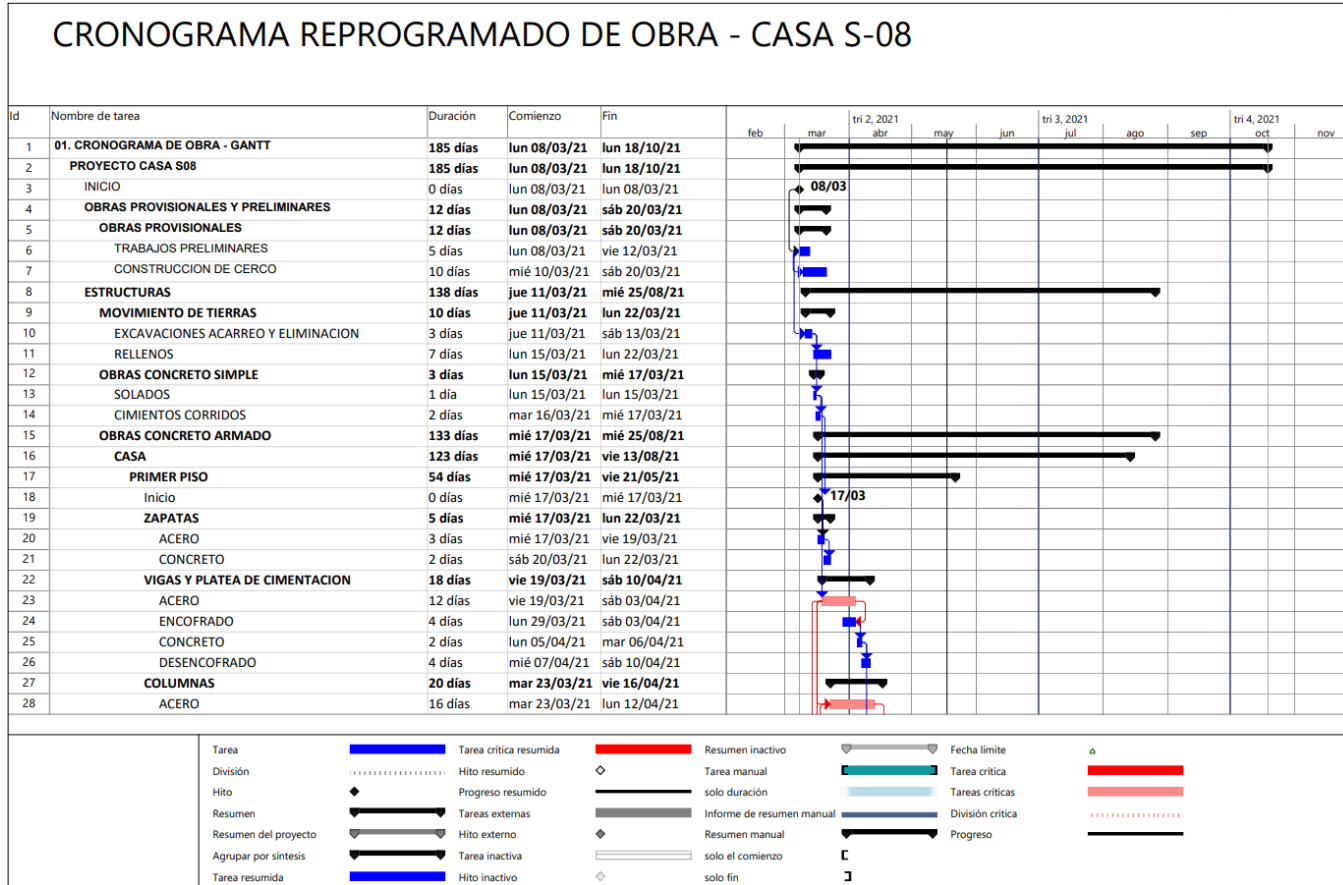 CRONOGRAMA REPROGRAMADO DE OBRA - CASA S-08
Id Nombre de tarea Duración Comienzo Fin
tri 2, 2021 tri 3, 2021 tri 4, 2021
feb mar abr may jun jul ago sep oct nov
1 01. CRONOGRAMA DE OBRA - GANTT 185 días lun 08/03/21 lun 18/10/21
2 PROYECTO CASA S08 185 días lun 08/03/21 lun 18/10/21
3 INICIO 0 días lun 08/03/21 lun 08/03/21 08/03
4 OBRAS PROVISIONALES Y PRELIMINARES 12 días lun 08/03/21 sáb 20/03/21
5 OBRAS PROVISIONALES 12 días lun 08/03/21 sáb 20/03/21
6 TRABAJOS PRELIMINARES 5 días lun 08/03/21 vie 12/03/21
7 CONSTRUCCION DE CERCO 10 días mié 10/03/21 sáb 20/03/21
8 ESTRUCTURAS 138 días jue 11/03/21 mié 25/08/21
9 MOVIMIENTO DE TIERRAS 10 días jue 11/03/21 lun 22/03/21
10 EXCAVACIONES ACARREO Y ELIMINACION 3 días jue 11/03/21 sáb 13/03/21
11 RELLENOS 7 días lun 15/03/21 lun 22/03/21
12 OBRAS CONCRETO SIMPLE 3 días lun 15/03/21 mié 17/03/21
13 SOLADOS 1 día lun 15/03/21 lun 15/03/21
14 CIMIENTOS CORRIDOS 2 días mar 16/03/21 mié 17/03/21
15 OBRAS CONCRETO ARMADO 133 días mié 17/03/21 mié 25/08/21
16 CASA 123 días mié 17/03/21 vie 13/08/21
17 PRIMER PISO 54 días mié 17/03/21 vie 21/05/21
18 Inicio 0 días mié 17/03/21 mié 17/03/21 17/03
19 ZAPATAS 5 días mié 17/03/21 lun 22/03/21
20 ACERO 3 días mié 17/03/21 vie 19/03/21
21 CONCRETO 2 días sáb 20/03/21 lun 22/03/21
22 VIGAS Y PLATEA DE CIMENTACION 18 días vie 19/03/21 sáb 10/04/21
23 ACERO 12 días vie 19/03/21 sáb 03/04/21
24 ENCOFRADO 4 días lun 29/03/21 sáb 03/04/21
25 CONCRETO 2 días lun 05/04/21 mar 06/04/21
26 DESENCOFRADO 4 días mié 07/04/21 sáb 10/04/21
27 COLUMNAS 20 días mar 23/03/21 vie 16/04/21
28 ACERO 16 días mar 23/03/21 lun 12/04/21
Tarea Tarea crítica resumida Resumen inactivo Fecha límite
División Hito resumido Tarea manual Tarea crítica
Hito Progreso resumido solo duración Tareas críticas
Resumen Tareas externas Informe de resumen manual División crítica
Resumen del proyecto Hito externo Resumen manual Progreso
Agrupar por síntesis Tarea inactiva solo el comienzo
Tarea resumida Hito inactivo solo fin